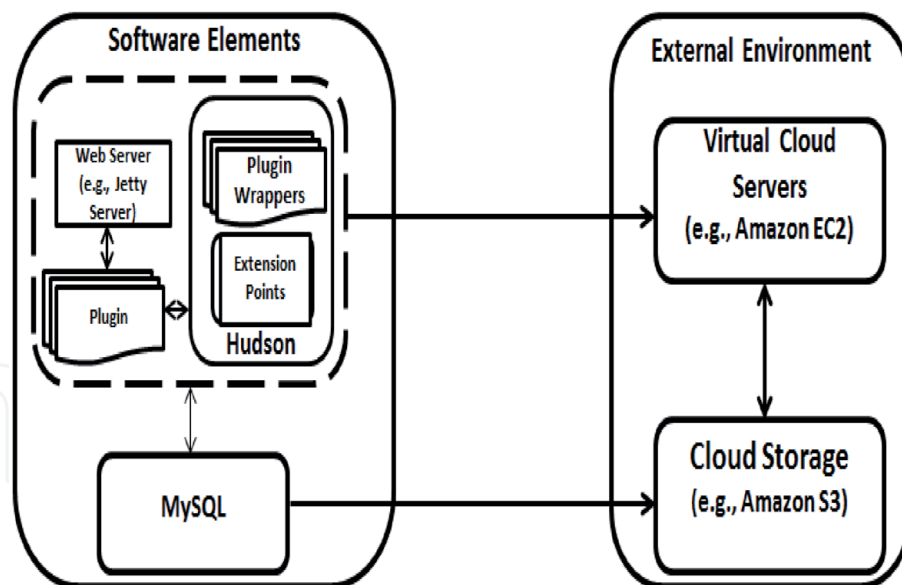 Software Elements
Web Server
(e.g., Jetty
Server)
Plugin
Plugin
Wrappers
Extension
Points
Hudson
MySQL
External Environment
Virtual Cloud
Servers
(e.g., Amazon EC2)
Cloud Storage
(e.g., Amazon S3)